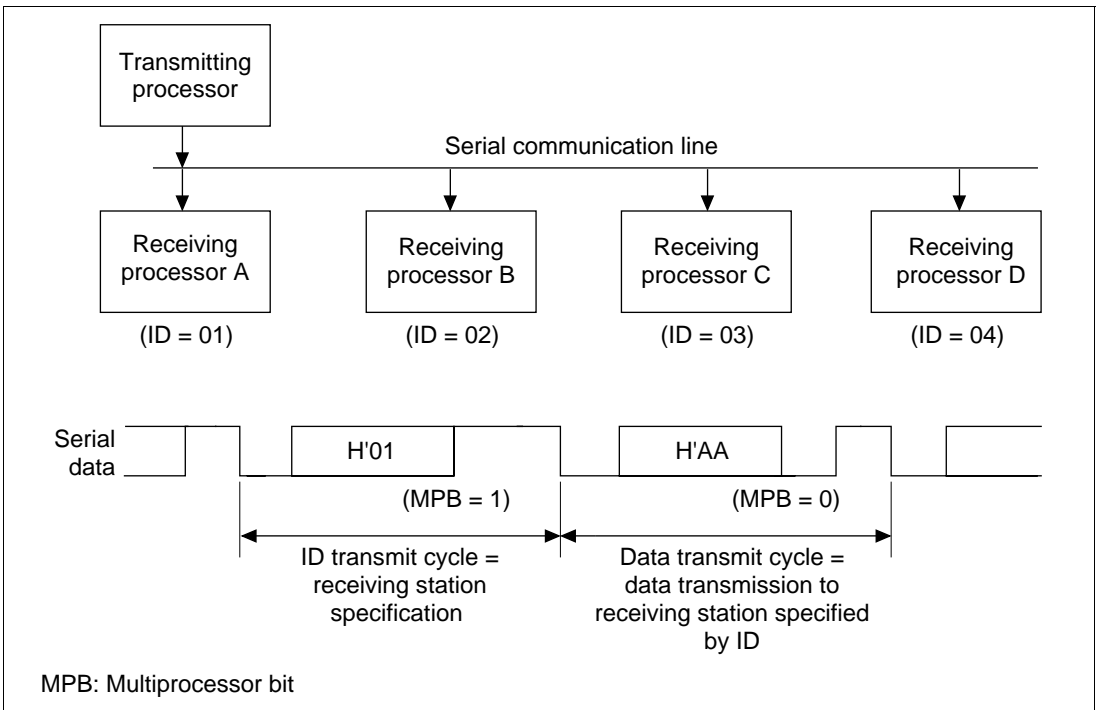 Transmitting
processor
Serial communication line
Receiving
processor A
Receiving
processor B
Receiving
processor C
Receiving
processor D
(ID = 01)
(ID = 02)
(ID = 03)
(ID = 04)
Serial
data
H'01
H'AA
(MPB = 1)
(MPB = 0)
ID transmit cycle =
receiving station
specification
Data transmit cycle =
data transmission to
receiving station specified
by ID
MPB: Multiprocessor bit